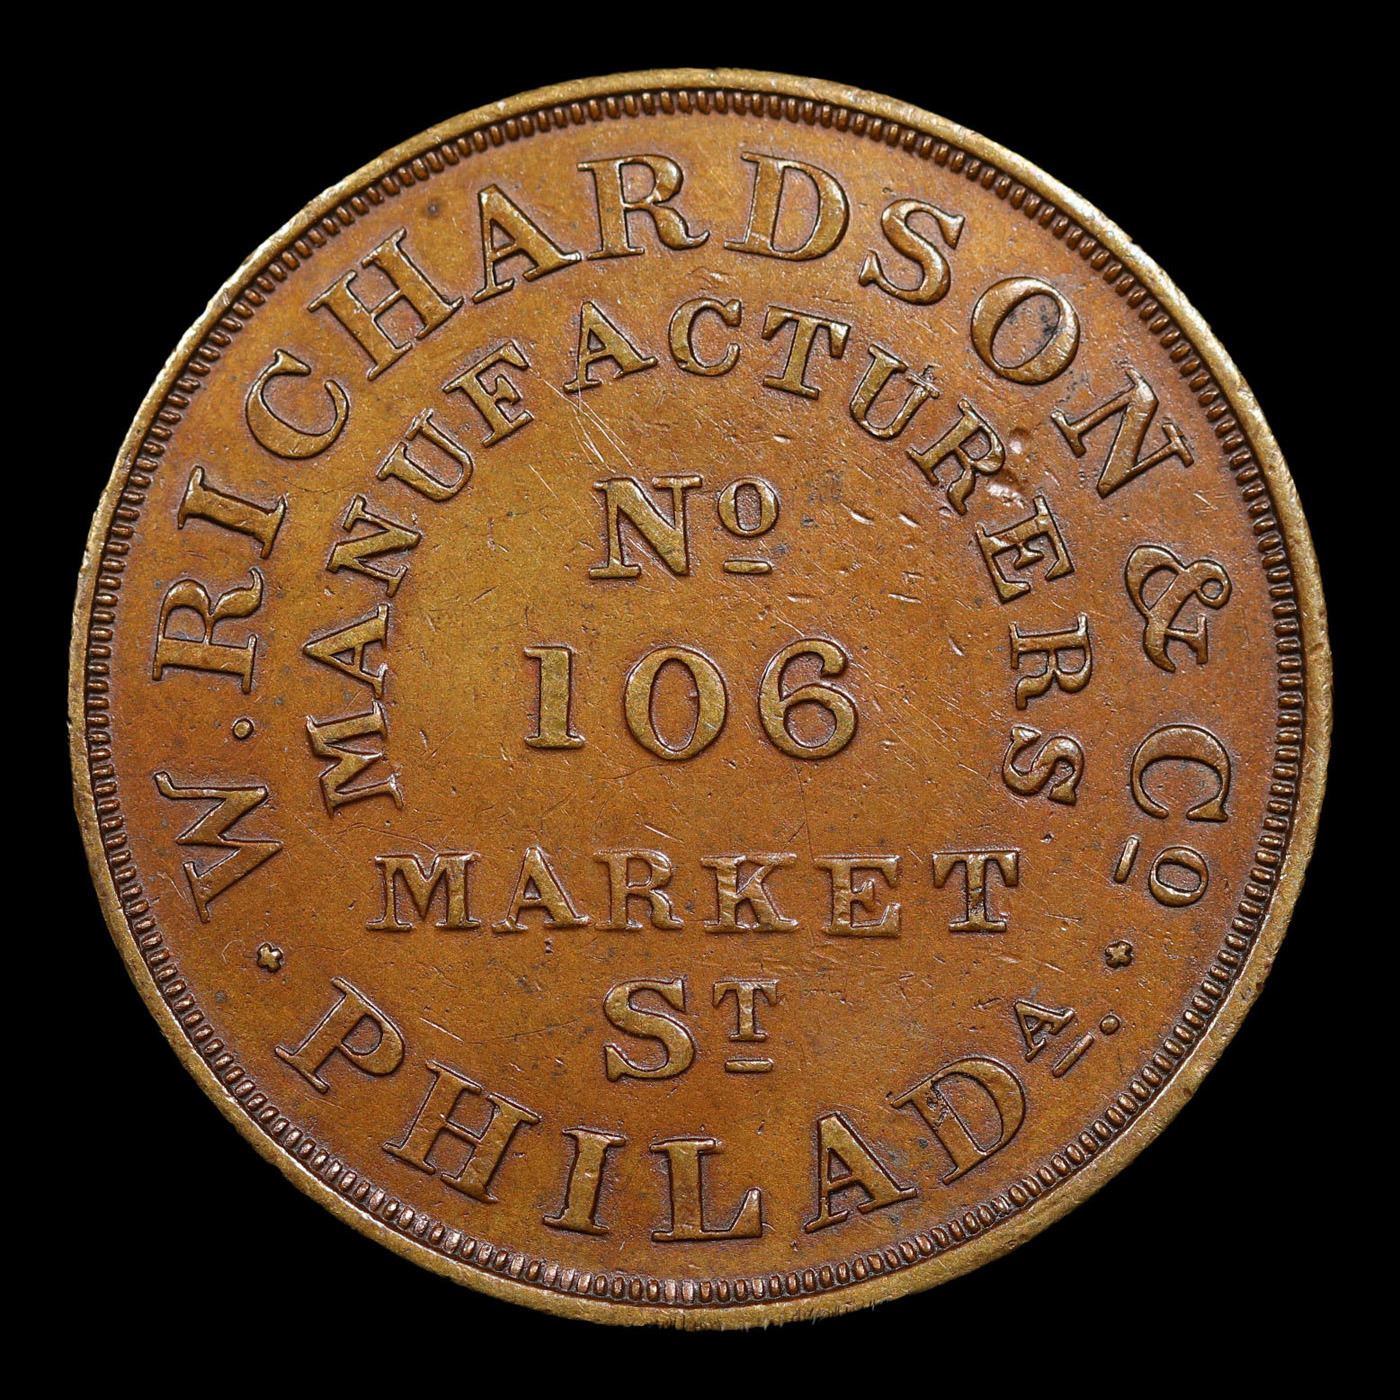 W. RICHARDSON & Cº
MANUFACTURERS
Nº
106
MARKET
Sᵀ
PHILADᴬ.